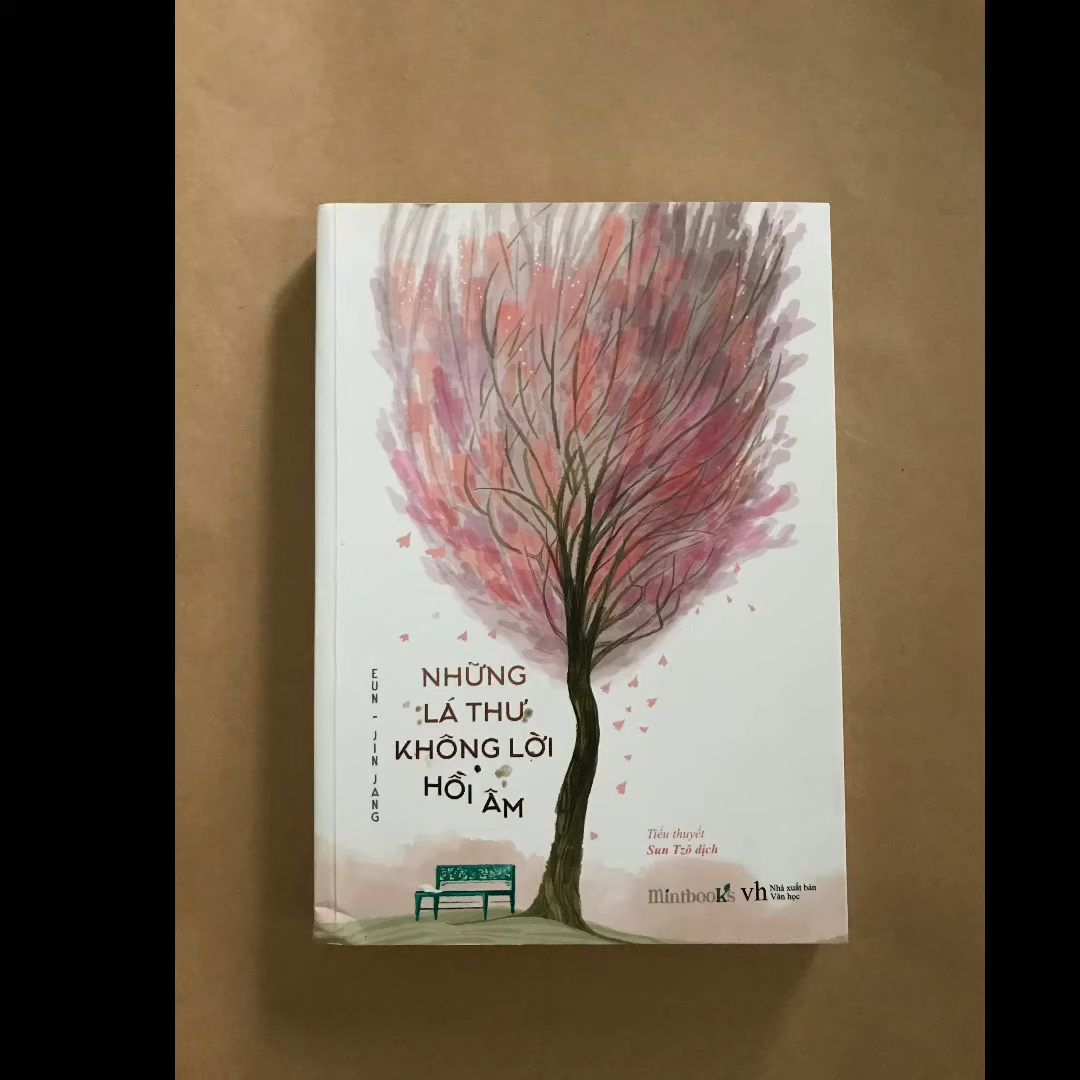 EUN - JIN JANG
NHỮNG
LÁ THƯ
KHÔNG LỜI
HỒI ÂM
Tiểu thuyết
Sun Tzô dịch
mintbooks
vh Nhà xuất bản
Văn học